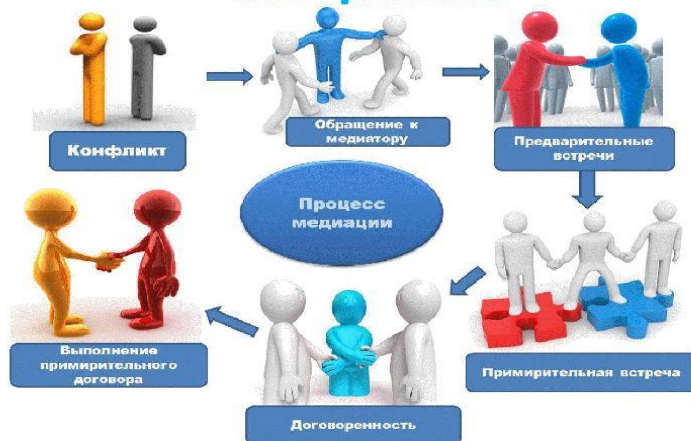 Конфликт
Обращение к
медиатору
Предварительные
встречи
Процесс
медиации
Примирительная встреча
Договоренность
Выполнение
примирительного
договора